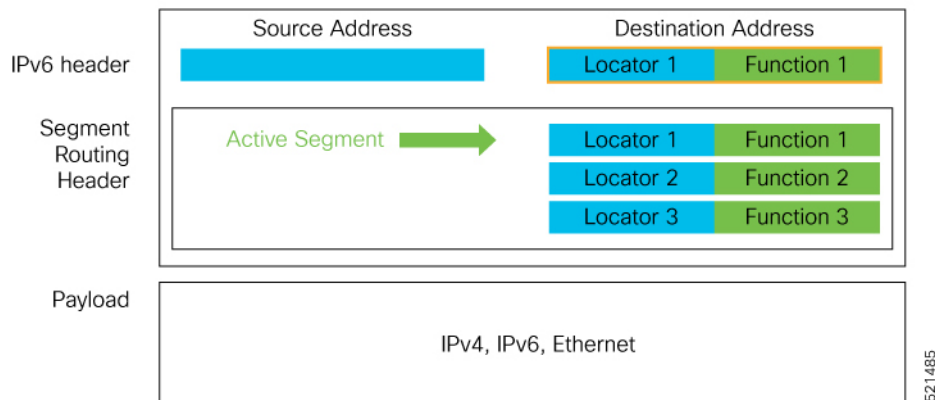 Source Address
Destination Address
IPv6 header
Locator 1
Function 1
Segment
Routing
Header
Active Segment
Locator 1
Function 1
Locator 2
Function 2
Locator 3
Function 3
Payload
IPv4, IPv6, Ethernet
521485